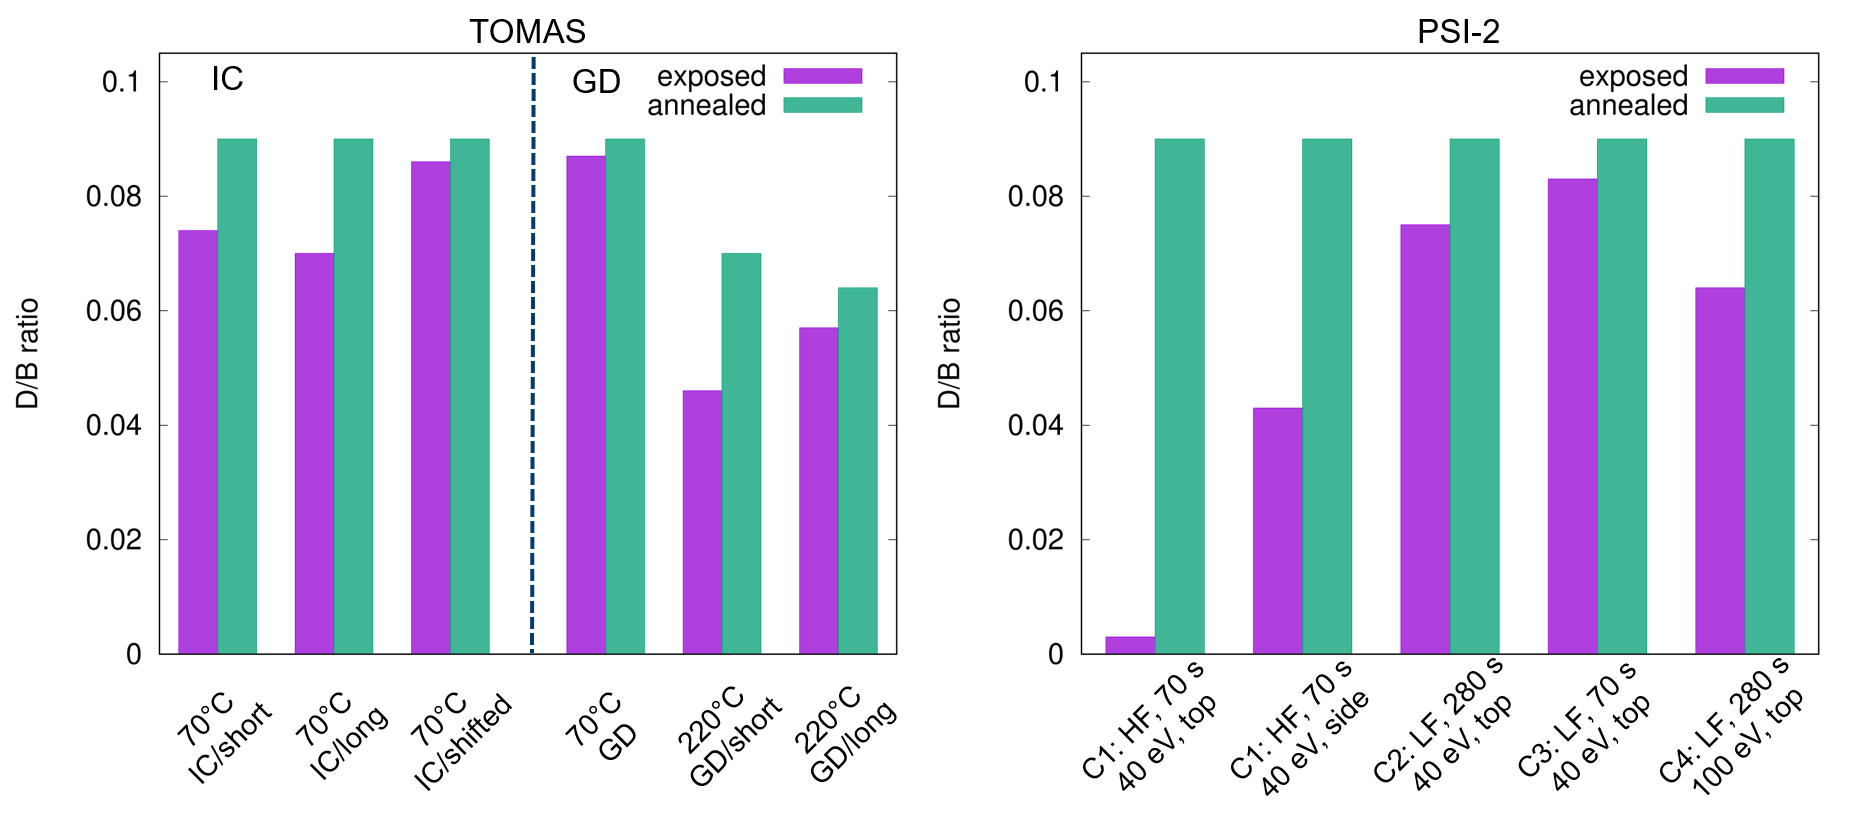 TOMAS
IC
GD
exposed
annealed
0.1
0.08
0.06
0.04
0.02
0
D/B ratio
70°C
IC/short
70°C
IC/long
70°C
IC/shifted
70°C
GD
220°C
GD/short
220°C
GD/long
PSI-2
exposed
annealed
0.1
0.08
0.06
0.04
0.02
0
D/B ratio
C1: HF, 70 s
40 eV, top
C1: HF, 70 s
40 eV, side
C2: LF, 280 s
40 eV, top
C3: LF, 70 s
40 eV, top
C4: LF, 280 s
100 eV, top